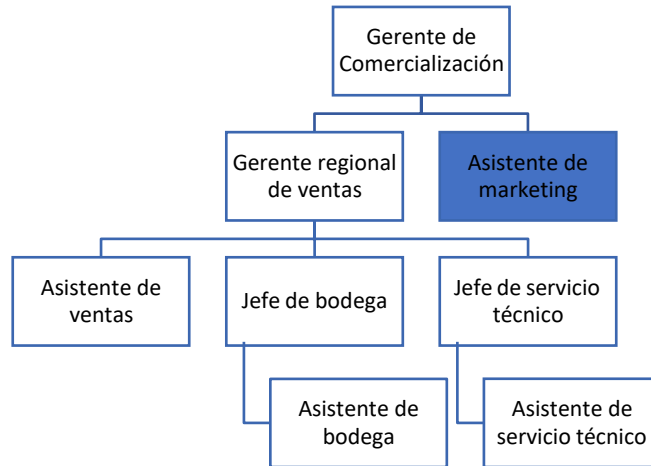 Gerente de
Comercialización
Gerente regional
de ventas
Asistente de
marketing
Asistente de
ventas
Jefe de bodega
Jefe de servicio
técnico
Asistente de
bodega
Asistente de
servicio técnico